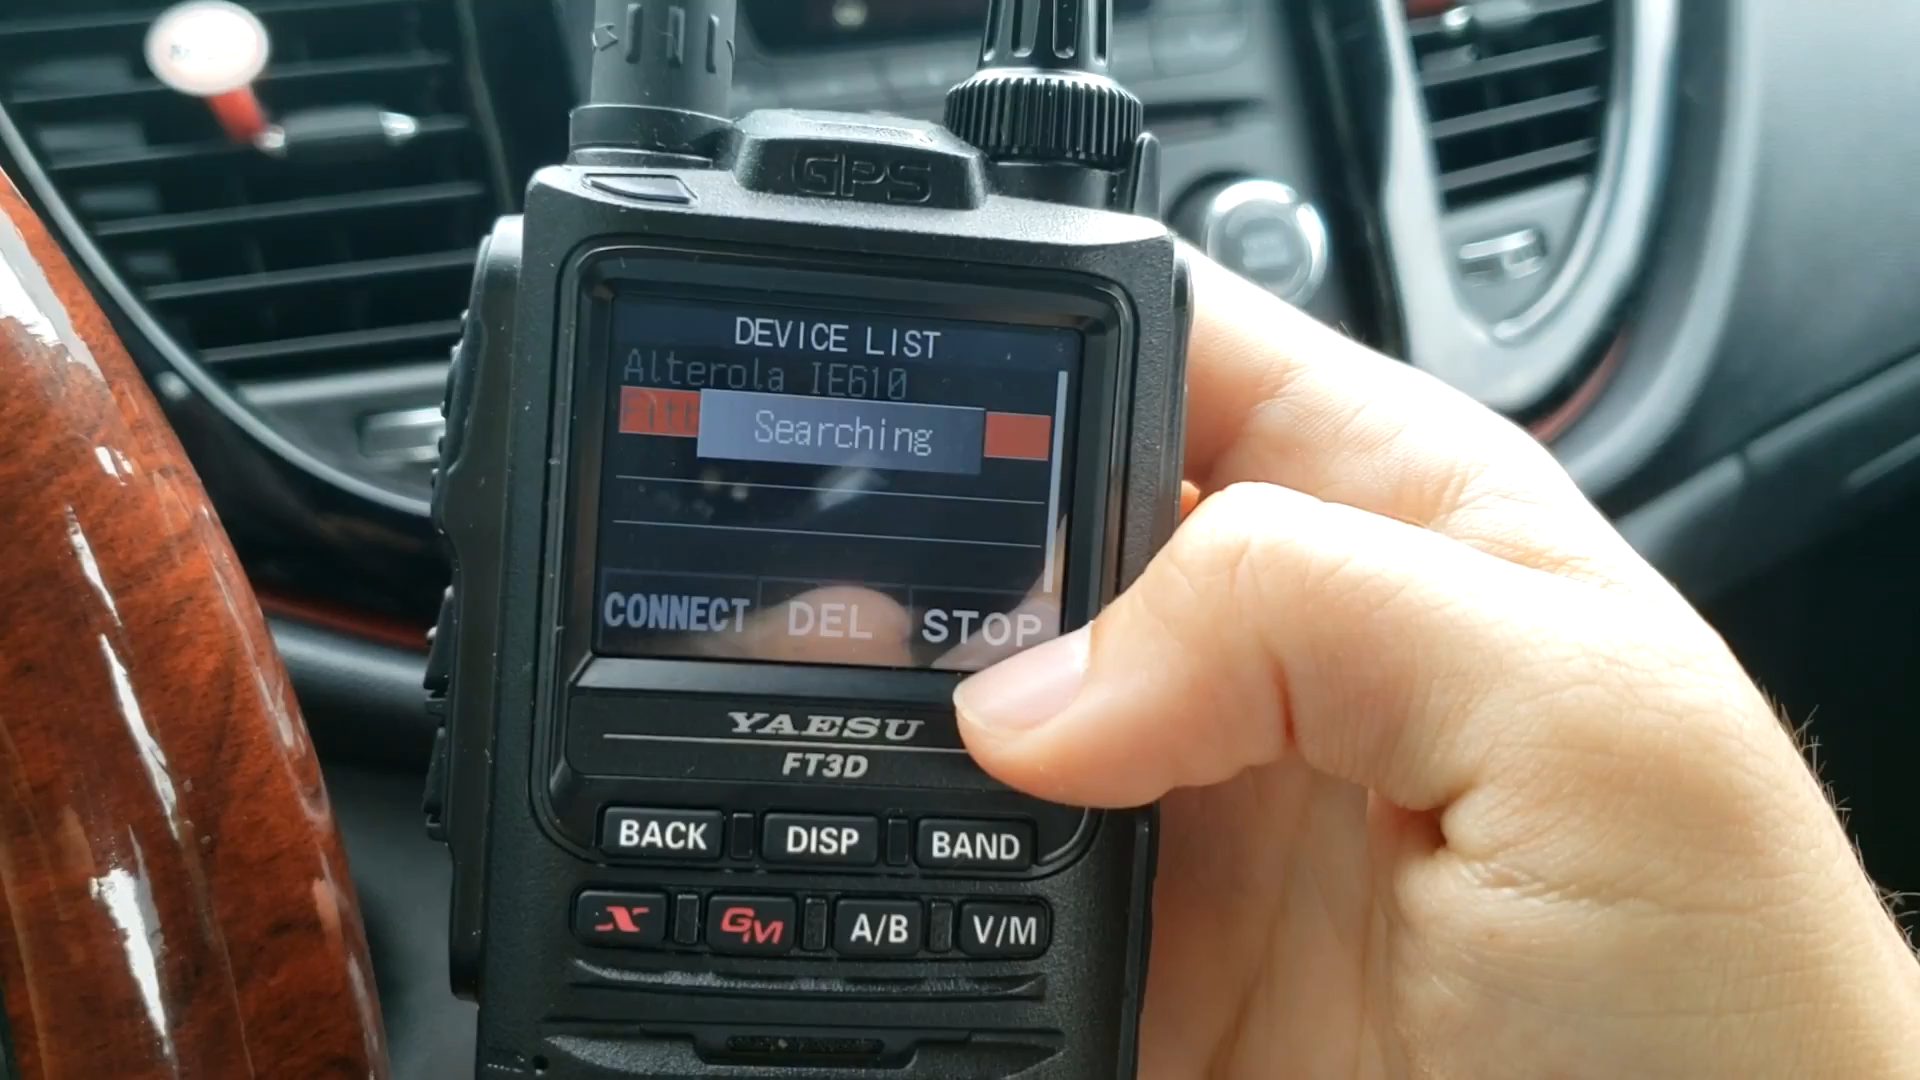 GPS
DEVICE LIST
Alterola IE610
Searching
CONNECT DEL STOP
YAESU
FT3D
BACK DISP BAND
X GM A/B V/M